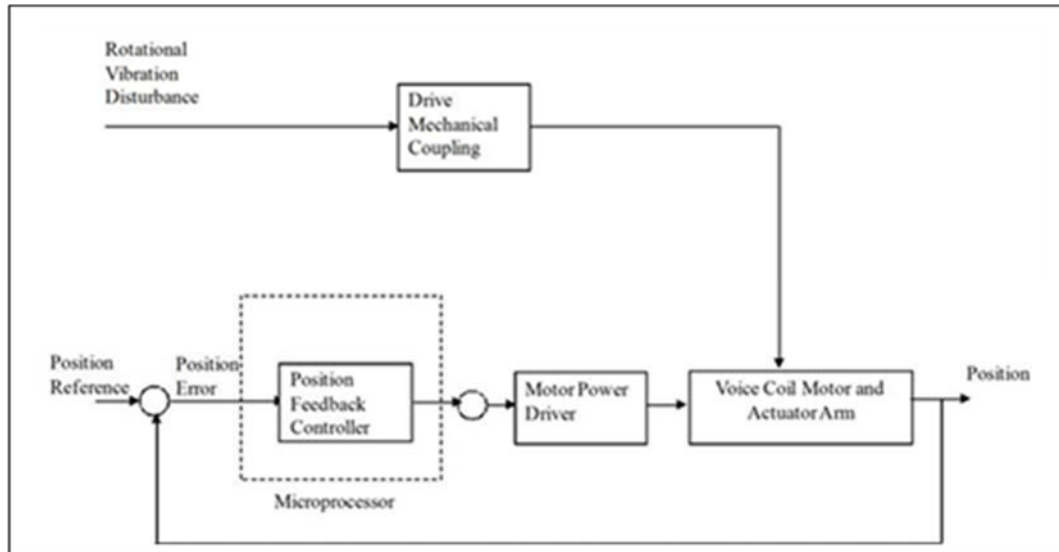 Rotational
Vibration
Disturbance
Drive
Mechanical
Coupling
Position
Reference
Position
Error
Position
Feedback
Controller
Microprocessor
Motor Power
Driver
Voice Coil Motor and
Actuator Arm
Position